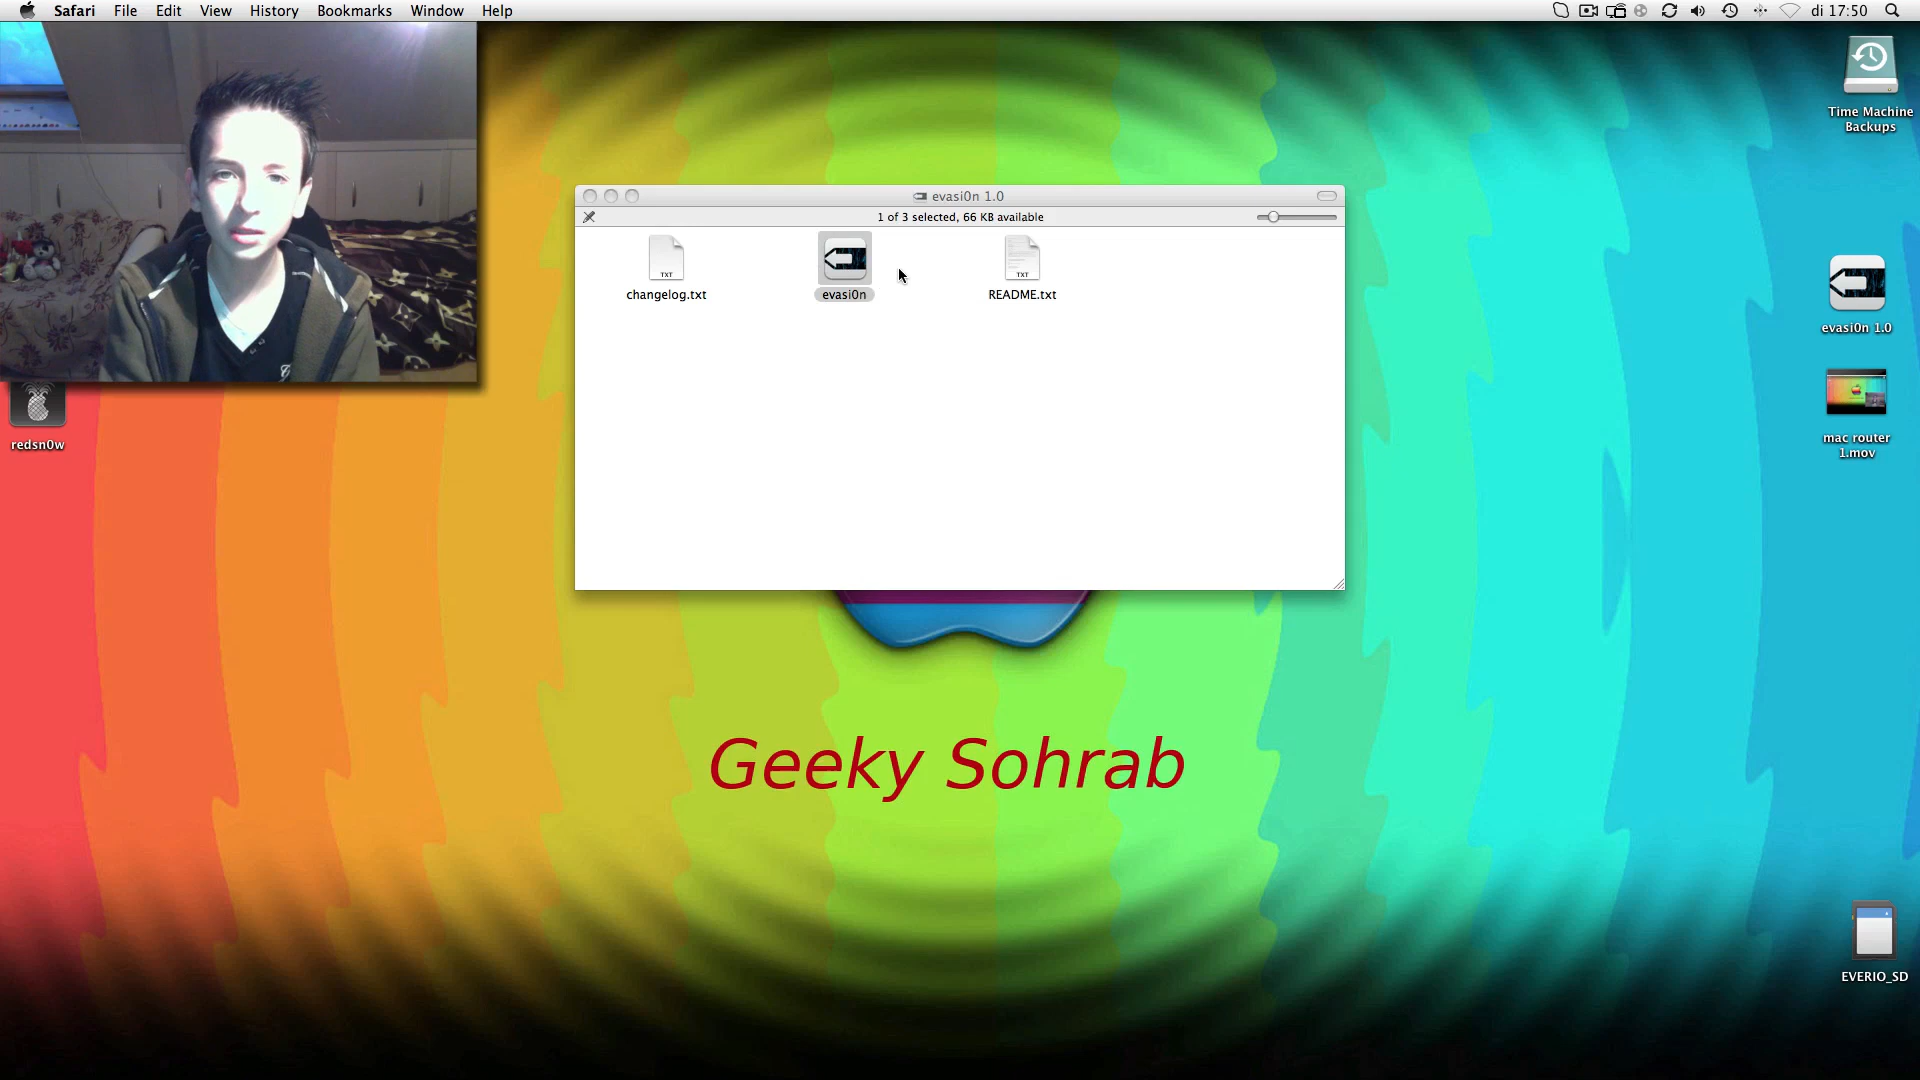 Safari File Edit View History Bookmarks Window Help
di 17:50
Time Machine
Backups
evasi0n 1.0
1 of 3 selected, 66 KB available
TXT
TXT
changelog.txt
evasi0n
README.txt
evasi0n 1.0
mac router
1.mov
redsn0w
Geeky Sohrab
EVERIO_SD